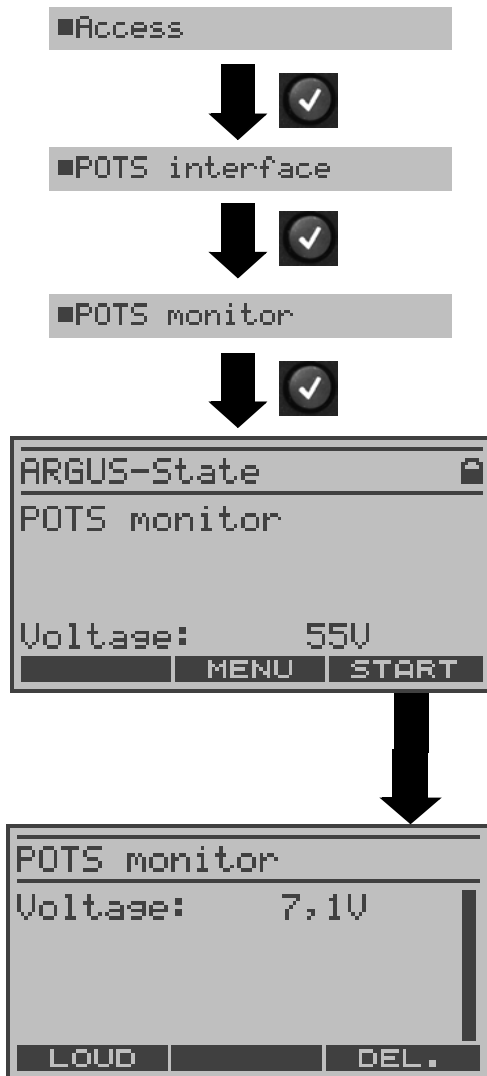 ■Access
■POTS interface
■POTS monitor
ARGUS-State
POTS monitor
Voltage: 55V
MENU START
POTS monitor
Voltage: 7,1V
LOUD DEL.